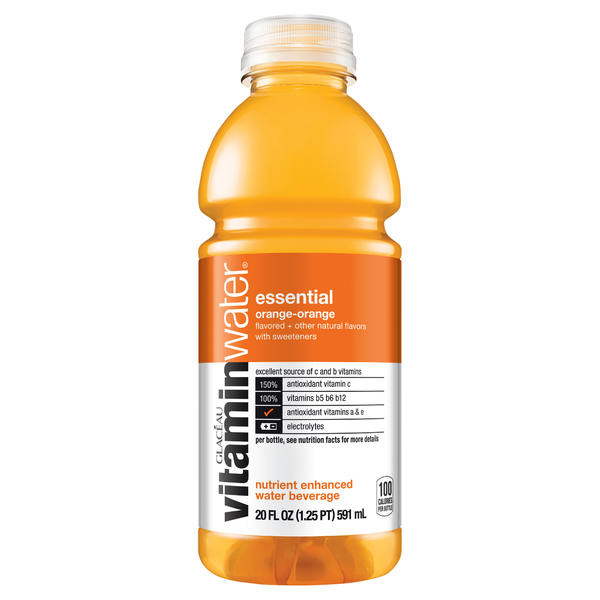 GLACÉAU
vitaminwater®
essential
orange-orange
flavored + other natural flavors
with sweeteners
excellent source of c and b vitamins
150% antioxidant vitamin c
100% vitamins b5 b6 b12
✓ antioxidant vitamins a & e
+ - electrolytes
per bottle, see nutrition facts for more details
nutrient enhanced
water beverage
100
CALORIES
PER BOTTLE
20 FL OZ (1.25 PT) 591 mL